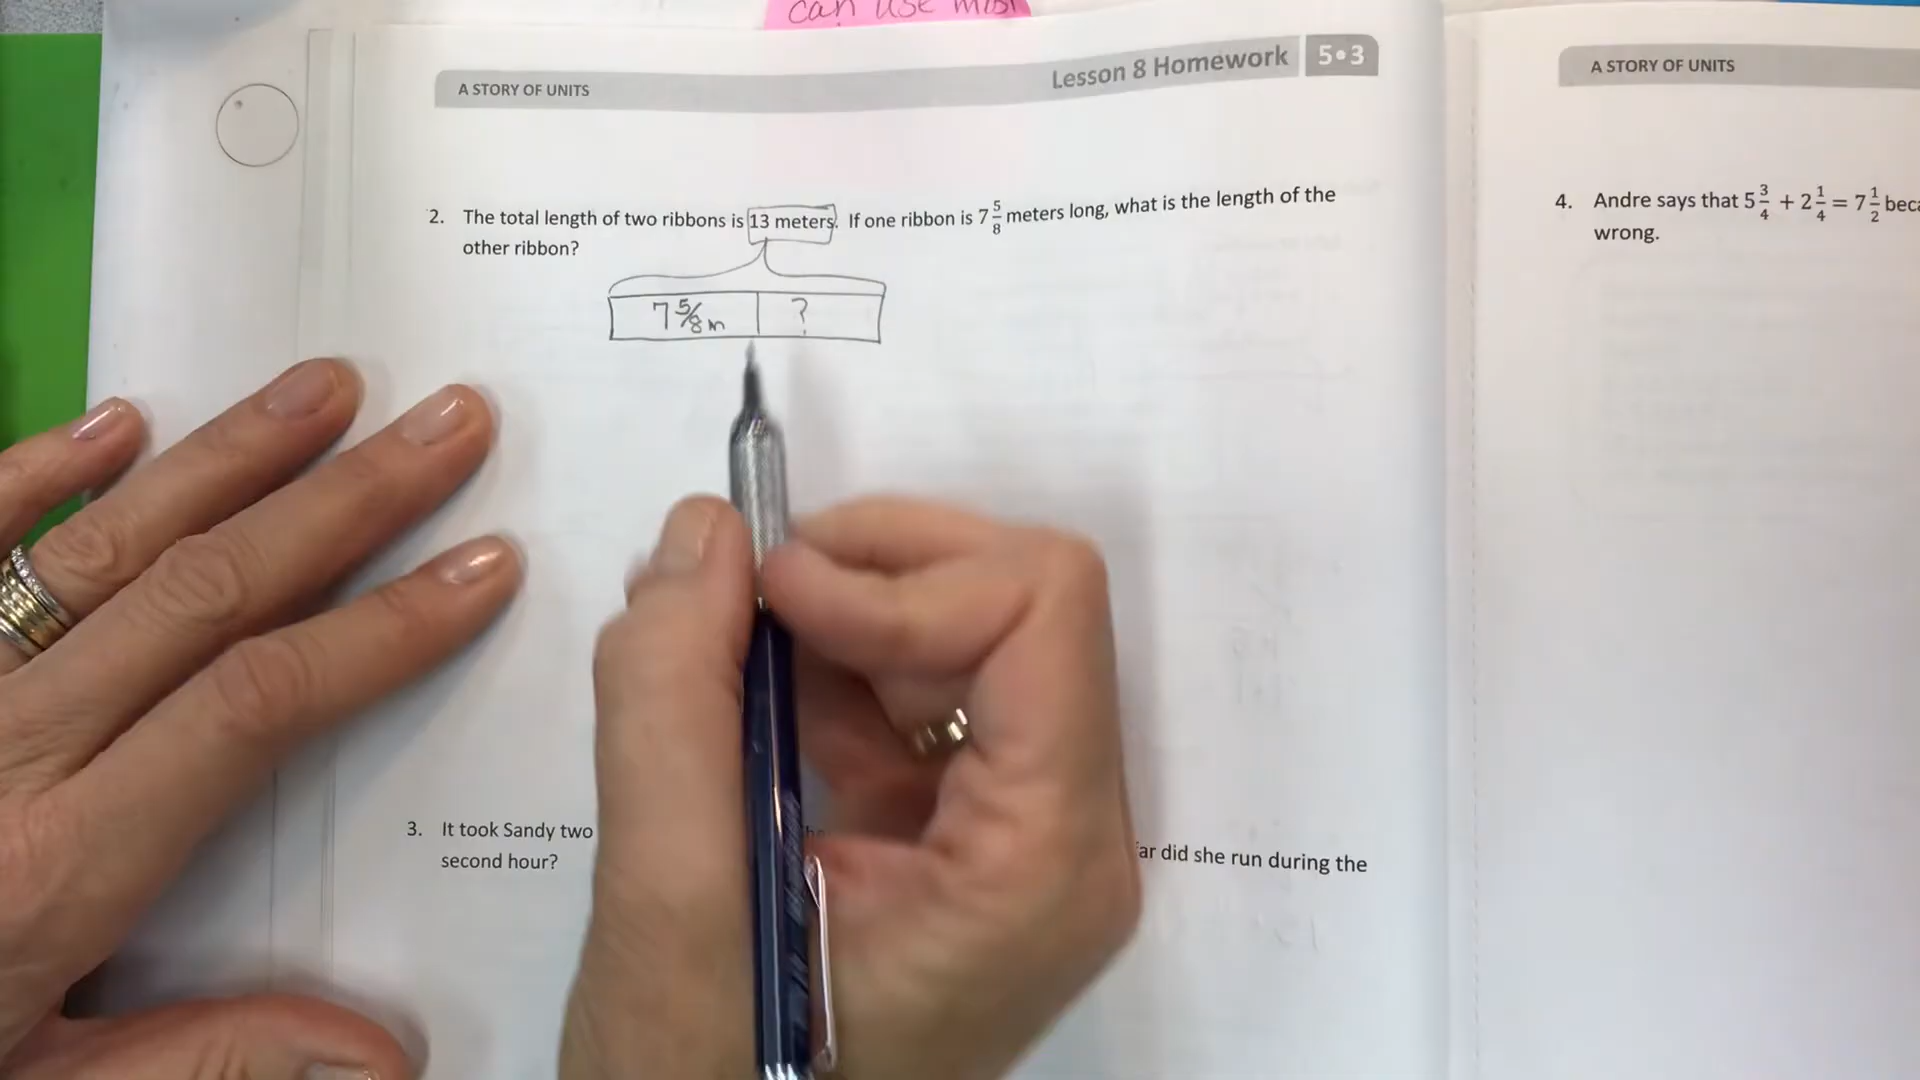 can use
A STORY OF UNITS
Lesson 8 Homework 5•3
2. The total length of two ribbons is 13 meters. If one ribbon is 7 5/8 meters long, what is the length of the
other ribbon?
7 5/8 m ?
3. It took Sandy two
ar did she run during the
second hour?
A STORY OF UNITS
4. Andre says that 5 3/4 + 2 1/4 = 7 1/2
wrong.